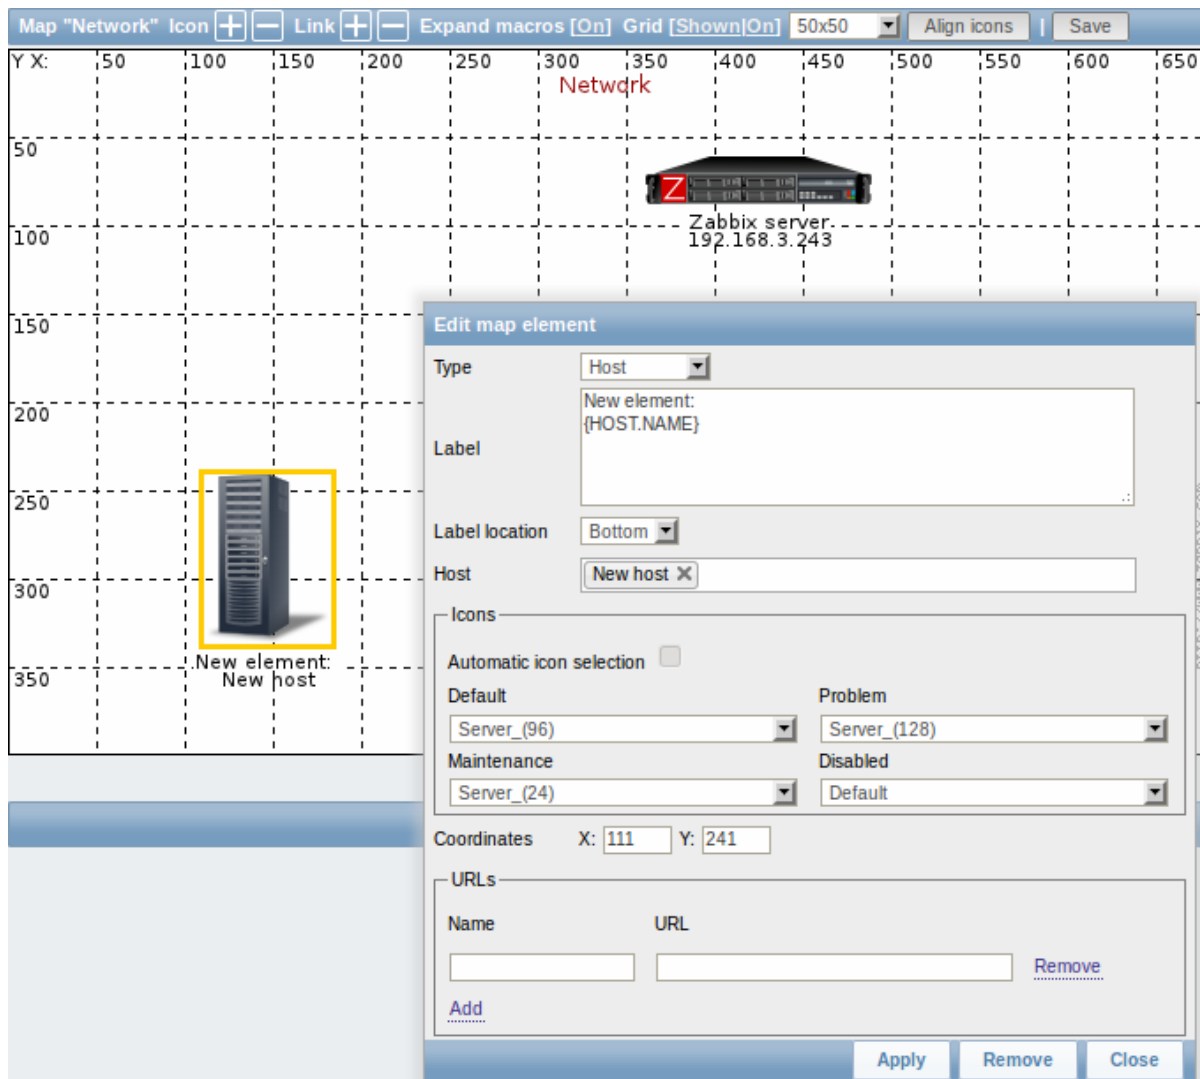 Map "Network" Icon + − Link + − Expand macros [On] Grid [Shown|On] 50x50 Align icons | Save
Y X: 50 100 150 200 250 300 350 400 450 500 550 600 650
Network
50
Z
Zabbix server
100
192.168.3.243
150
Edit map element
Type Host
200
New element:
{HOST.NAME}
Label
250
Label location Bottom
Host New host
300
Icons
New element:
New host
350
Automatic icon selection
Default Problem
Server_(96) Server_(128)
Maintenance Disabled
Server_(24) Default
Coordinates X: 111 Y: 241
URLs
Name URL
Remove
Add
Apply Remove Close